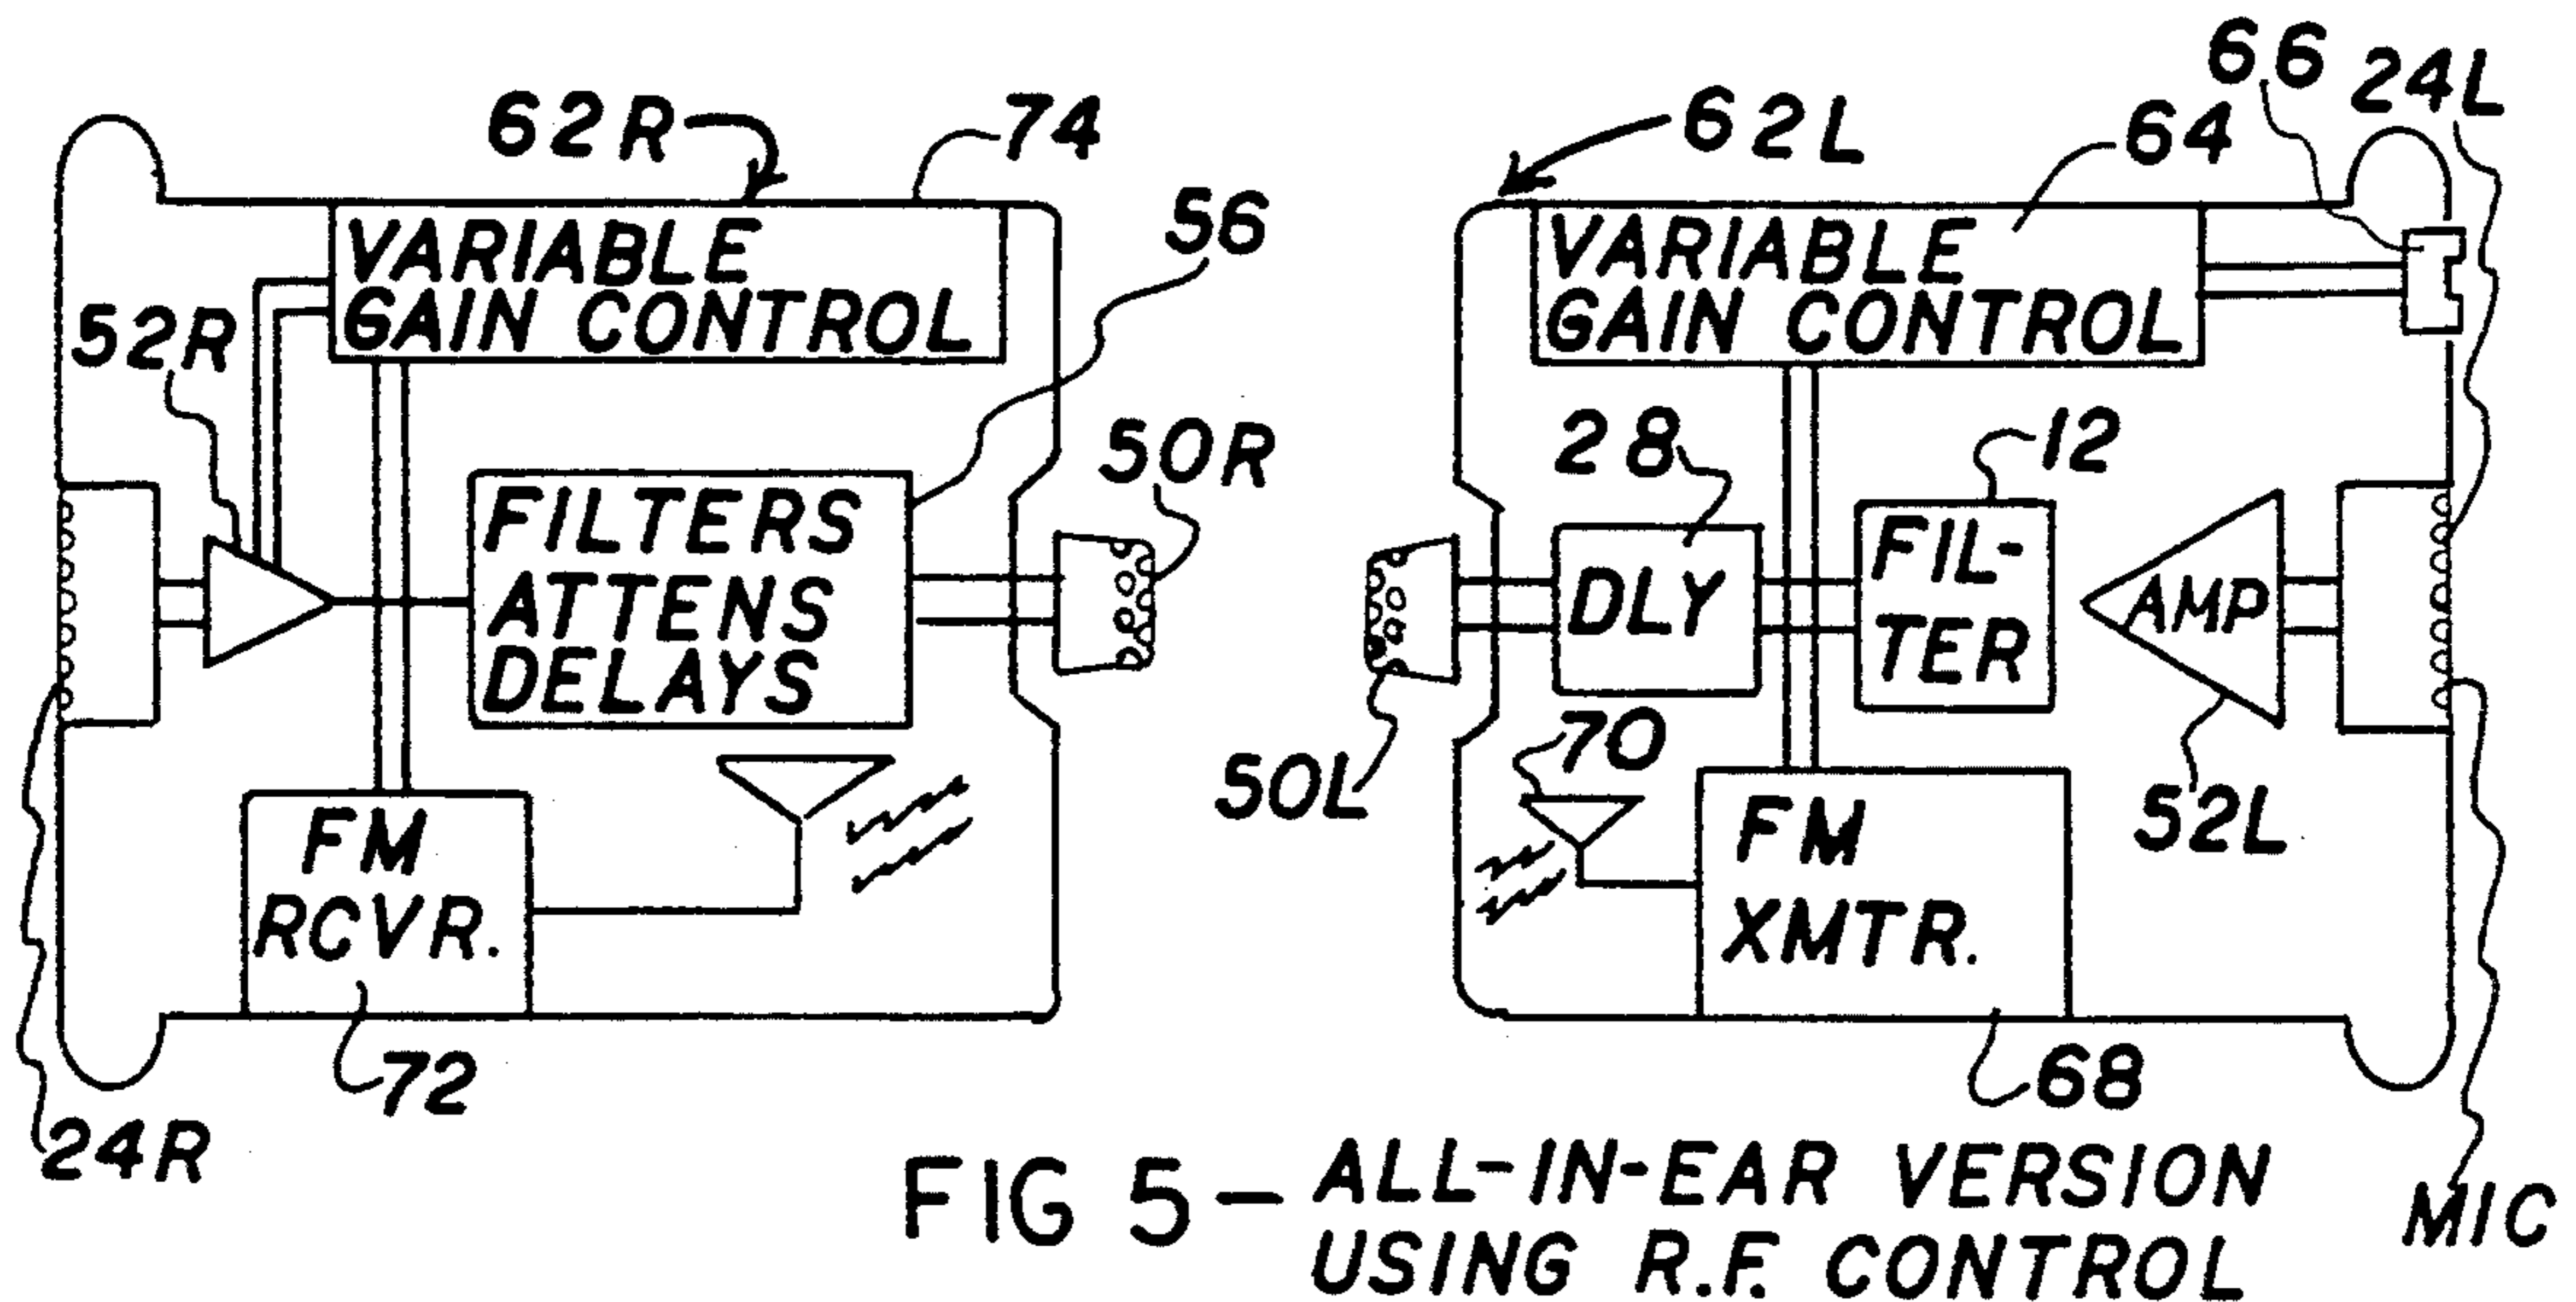 66
24L
62R
74
62L
64
56
VARIABLE
GAIN CONTROL
VARIABLE
GAIN CONTROL
52R
50R
28
12
FILTERS
ATTENS
DELAYS
DLY
FIL-
TER
AMP
50L
70
52L
FM
RCVR.
FM
XMTR.
72
68
24R
MIC
FIG 5 - ALL-IN-EAR VERSION
USING R.F. CONTROL